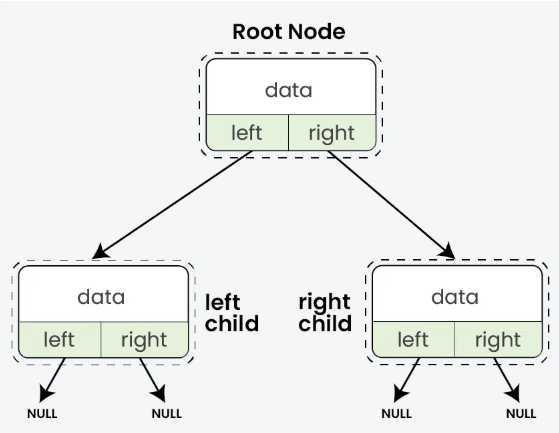 Root Node
data
left right
data
left right
left
child
right
child
data
left right
NULL NULL NULL NULL